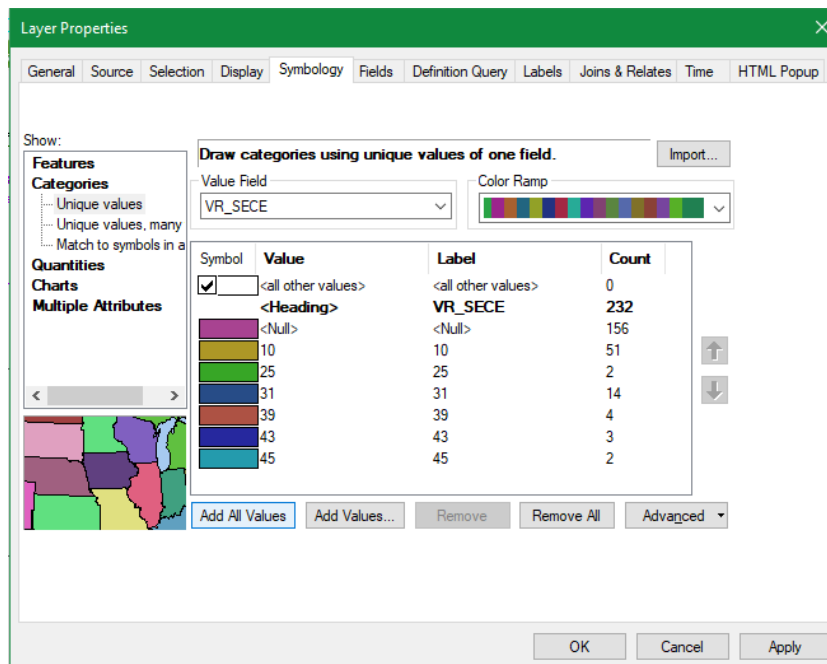 Layer Properties
General Source Selection Display Symbology Fields Definition Query Labels Joins & Relates Time HTML Popup
Show:
Features
Categories
Unique values
Unique values, many
Match to symbols in a
Quantities
Charts
Multiple Attributes
Draw categories using unique values of one field.
Import...
Value Field
VR_SECE
Color Ramp
Symbol Value Label Count
<all other values> <all other values> 0
<Heading> VR_SECE 232
<Null> <Null> 156
10 10 51
25 25 2
31 31 14
39 39 4
43 43 3
45 45 2
Add All Values Add Values... Remove Remove All Advanced
OK Cancel Apply